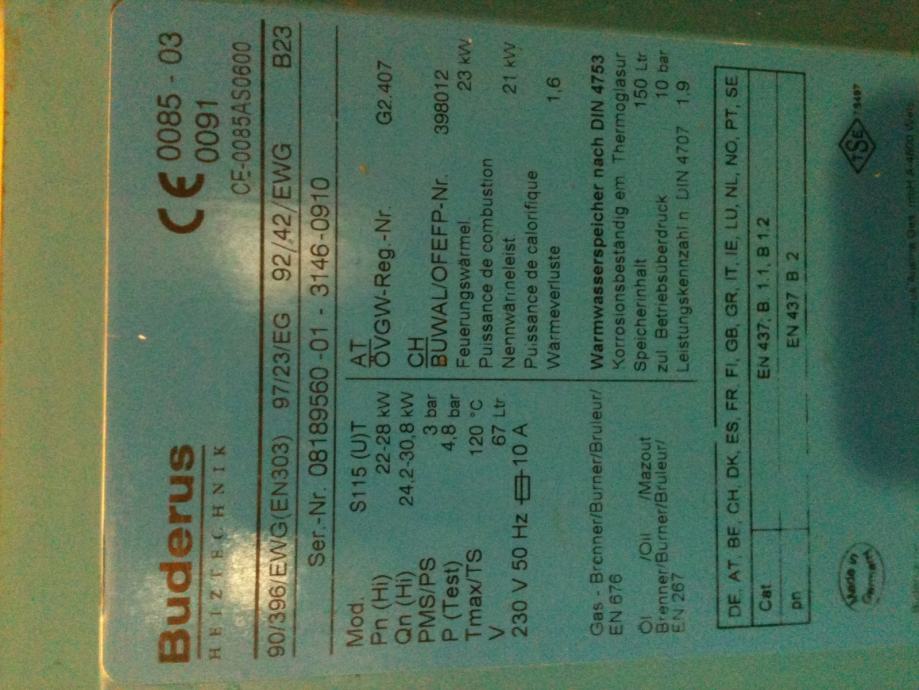 Buderus
HEIZTECHNIK
CE 0085 - 03
0091
CE-0085AS0600
90/396/EWG(EN303) 97/23/EG 92/42/EWG B23
Ser.-Nr. 08189560-01 - 3146-0910
Mod. S115 (U)T
Pn (Hi) 22-28 kW
Qn (Hi) 24,2-30,8 kW
PMS/PS 3 bar
P (Test) 4,8 bar
Tmax/TS 120 °C
V 67 Ltr
230 V 50 Hz 10 A
AT
ÖVGW-Reg.-Nr. G2.407
CH
BUWAL/OFEFP-Nr. 398012
Feuerungswärmel 23 kW
Puissance de combustion
Nennwärmeleist 21 kW
Puissance de calorifique
Wärmeverluste 1,6
Gas - Brenner/Burner/Bruleur/
EN 676
Öl /Oil /Mazout
Brenner/Burner/Bruleur/
EN 267
Warmwasserspeicher nach DIN 4753
Korrosionsbeständig em Thermoglasur
Speicherinhalt 150 Ltr
zul Betriebsüberdruck 10 bar
Leistungskennzahl n DIN 4707 1,9
DE, AT, BE, CH, DK, ES, FR, FI, GB, GR, IT, IE, LU, NL, NO, PT, SE
Cat EN 437; B 1.1, B 1.2
pn EN 437 B 2
Made in
Germany
TSE